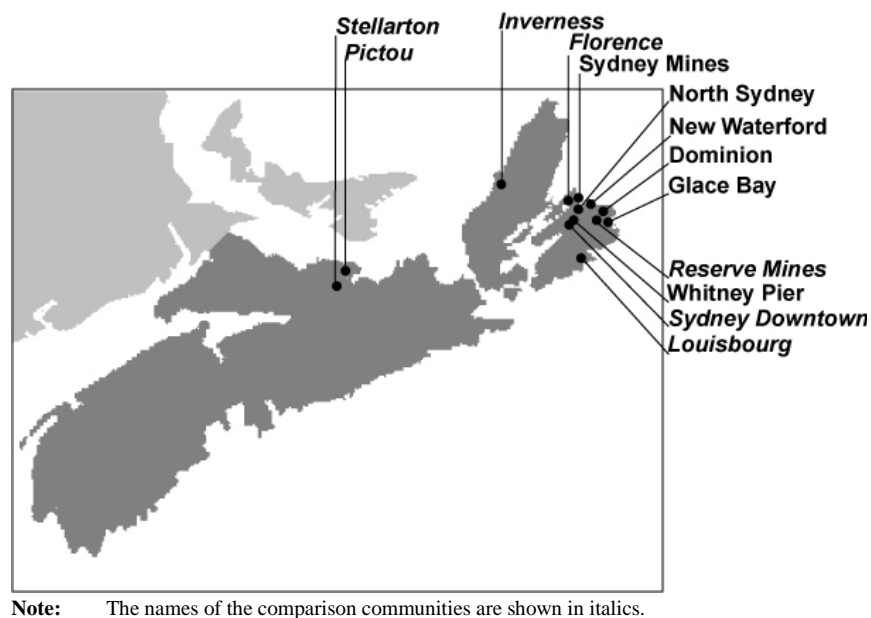 Stellarton
Pictou
Inverness
Florence
Sydney Mines
North Sydney
New Waterford
Dominion
Glace Bay
Reserve Mines
Whitney Pier
Sydney Downtown
Louisbourg
Note: The names of the comparison communities are shown in italics.